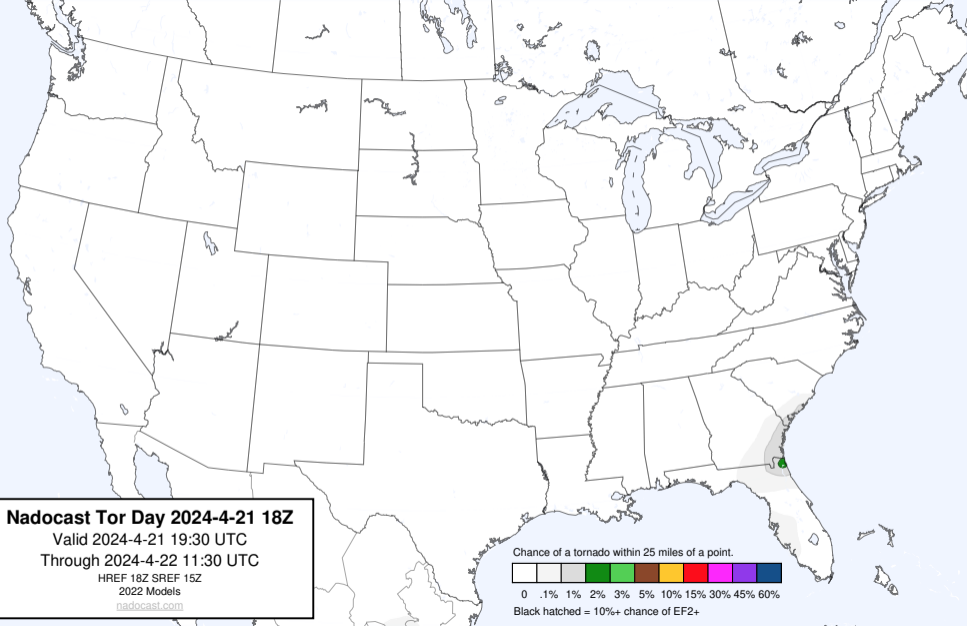 Nadocast Tor Day 2024-4-21 18Z
Valid 2024-4-21 19:30 UTC
Through 2024-4-22 11:30 UTC
HREF 18Z SREF 15Z
2022 Models
nadocast.com
Chance of a tornado within 25 miles of a point.
0 .1% 1% 2% 3% 5% 10% 15% 30% 45% 60%
Black hatched = 10%+ chance of EF2+